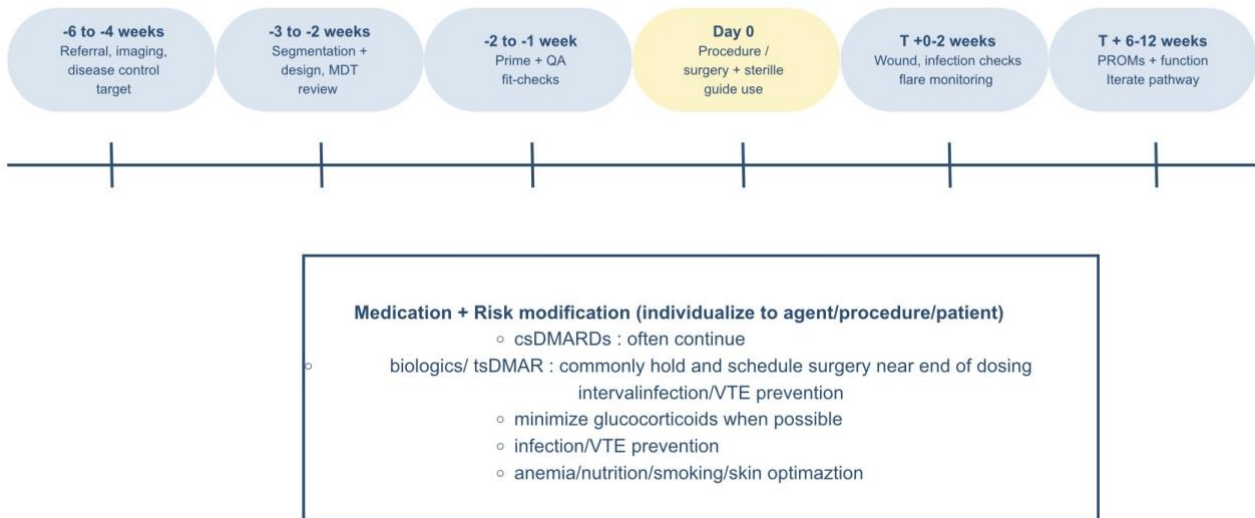 -6 to -4 weeks
Referral, imaging,
disease control
target
-3 to -2 weeks
Segmentation +
design, MDT
review
-2 to -1 week
Prime + QA
fit-checks
Day 0
Procedure /
surgery + sterille
guide use
T +0-2 weeks
Wound, infection checks
flare monitoring
T + 6-12 weeks
PROMs + function
Iterate pathway
Medication + Risk modification (individualize to agent/procedure/patient)
◦ csDMARDs : often continue
◦ biologics/ tsDMAR : commonly hold and schedule surgery near end of dosing
intervalinfection/VTE prevention
◦ minimize glucocorticoids when possible
◦ infection/VTE prevention
◦ anemia/nutrition/smoking/skin optimaztion